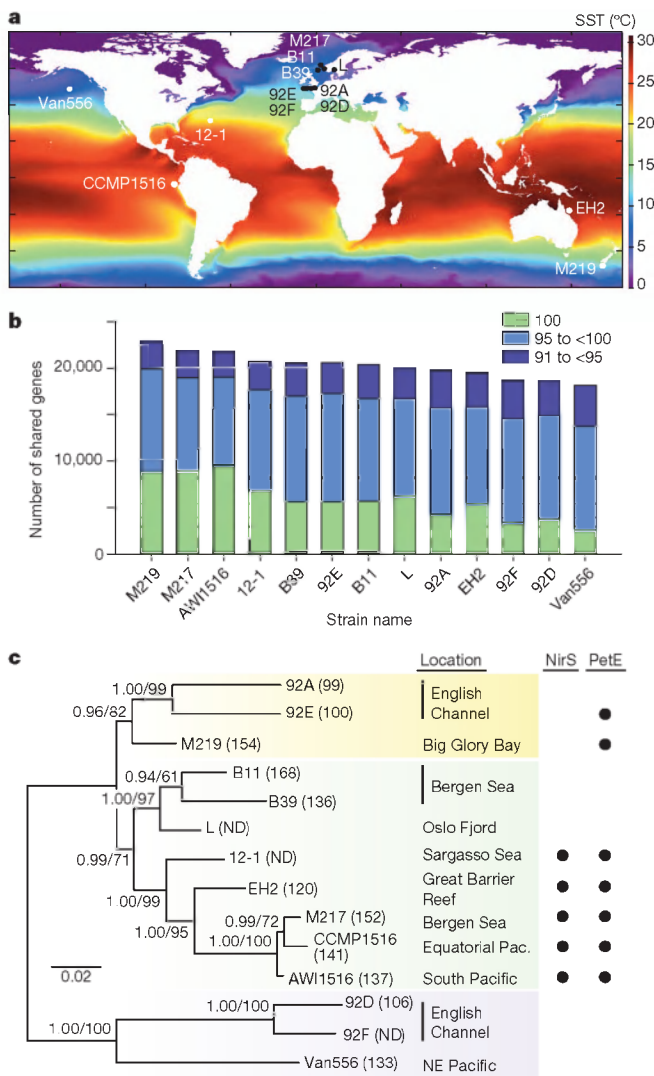 a
SST (°C)
M217
B11
B39
L
92E
92A
92F
92D
Van556
12-1
CCMP1516
EH2
M219
30
25
20
15
10
5
0
b
100
95 to <100
91 to <95
Number of shared genes
20,000
10,000
0
M219
M217
AWI1516
12-1
B39
92E
B11
L
92A
EH2
92F
92D
Van556
Strain name
c
Location
NirS
PetE
1.00/99
92A (99)
0.96/82
92E (100)
English
Channel
M219 (154)
Big Glory Bay
0.94/61
B11 (168)
1.00/97
B39 (136)
Bergen Sea
L (ND)
Oslo Fjord
0.99/71
12-1 (ND)
Sargasso Sea
1.00/99
EH2 (120)
Great Barrier
Reef
1.00/95
0.99/72
M217 (152)
Bergen Sea
1.00/100
CCMP1516
(141)
Equatorial Pac.
AWI1516 (137)
South Pacific
0.02
1.00/100
92D (106)
92F (ND)
English
Channel
1.00/100
Van556 (133)
NE Pacific